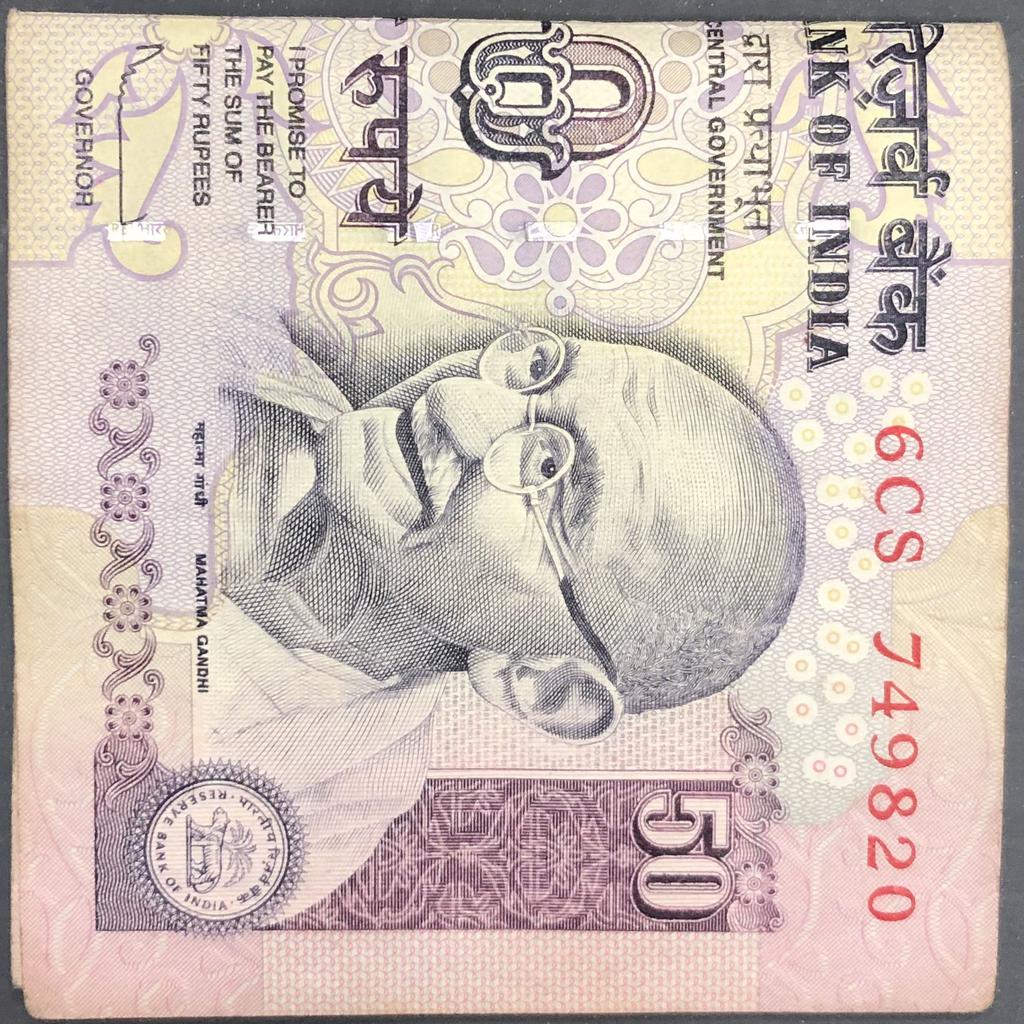 रिज़र्व बैंक
NK OF INDIA
6CS 749820
CENTRAL GOVERNMENT
0
रुपये
I PROMISE TO
PAY THE BEARER
THE SUM OF
FIFTY RUPEES
GOVERNOR
50
महात्मा गांधी MAHATMA GANDHI
भारतीय रिज़र्व बैंक
RESERVE BANK OF INDIA